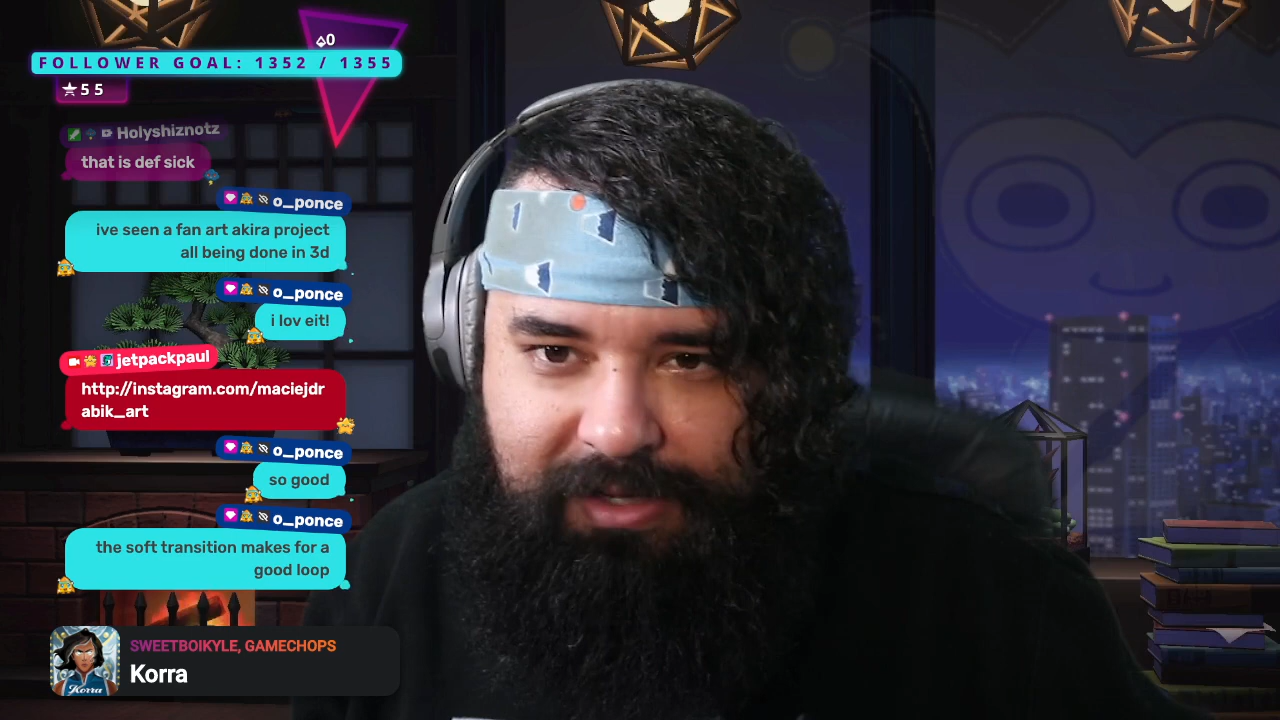 0
FOLLOWER GOAL: 1352 / 1355
55
Holyshiznotz
that is def sick
o_ponce
ive seen a fan art akira project
all being done in 3d
o_ponce
i lov eit!
jetpackpaul
http://instagram.com/maciejdr
abik_art
o_ponce
so good
o_ponce
the soft transition makes for a
good loop
SWEETBOIKYLE, GAMECHOPS
Korra
Korra